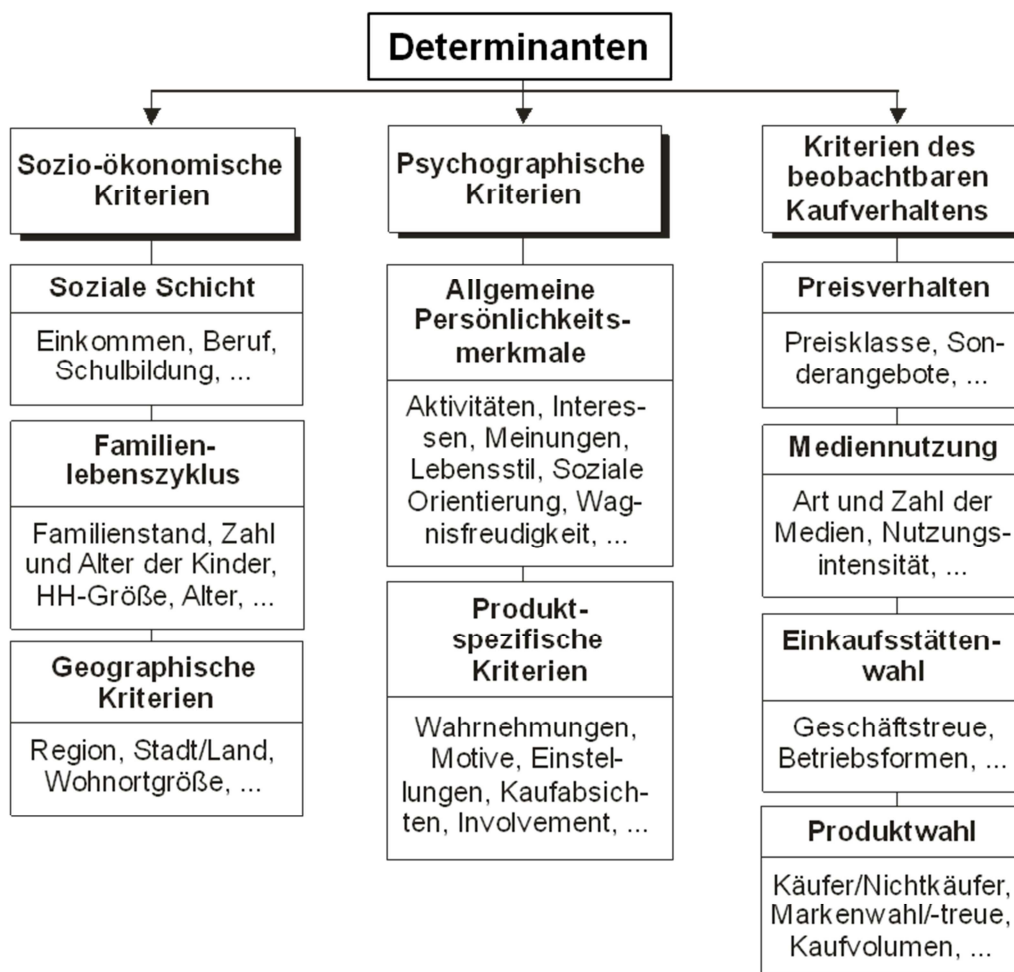 Determinanten
Sozio-ökonomische
Kriterien
Soziale Schicht
Einkommen, Beruf,
Schulbildung, ...
Familien-
lebenszyklus
Familienstand, Zahl
und Alter der Kinder,
HH-Größe, Alter, ...
Geographische
Kriterien
Region, Stadt/Land,
Wohnortgröße, ...
Psychographische
Kriterien
Allgemeine
Persönlichkeits-
merkmale
Aktivitäten, Interes-
sen, Meinungen,
Lebensstil, Soziale
Orientierung, Wag-
nisfreudigkeit, ...
Produkt-
spezifische
Kriterien
Wahrnehmungen,
Motive, Einstel-
lungen, Kaufabsich-
ten, Involvement, ...
Kriterien des
beobachtbaren
Kaufverhaltens
Preisverhalten
Preisklasse, Son-
derangebote, ...
Mediennutzung
Art und Zahl der
Medien, Nutzungs-
intensität, ...
Einkaufsstätten-
wahl
Geschäftstreue,
Betriebsformen, ...
Produktwahl
Käufer/Nichtkäufer,
Markenwahl/-treue,
Kaufvolumen, ...